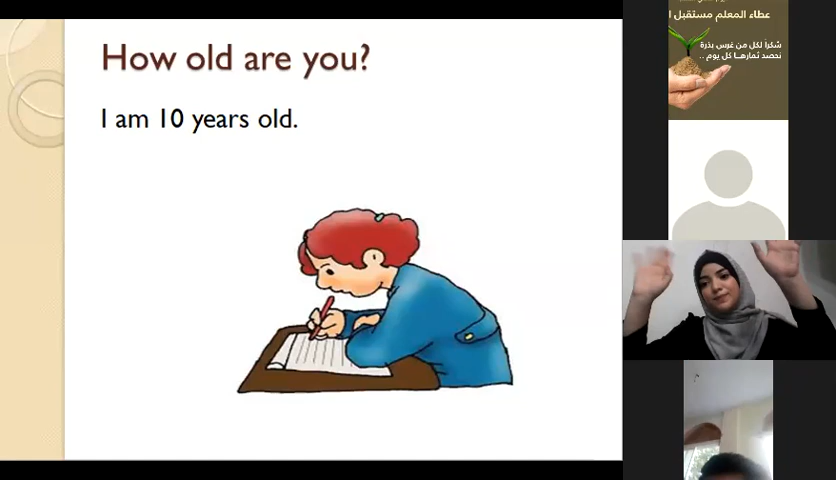 How old are you?
I am 10 years old.
عطاء المعلم مستقبل
شكراً لكل من غرس بذرة
نحصد ثمارها كل يوم ..